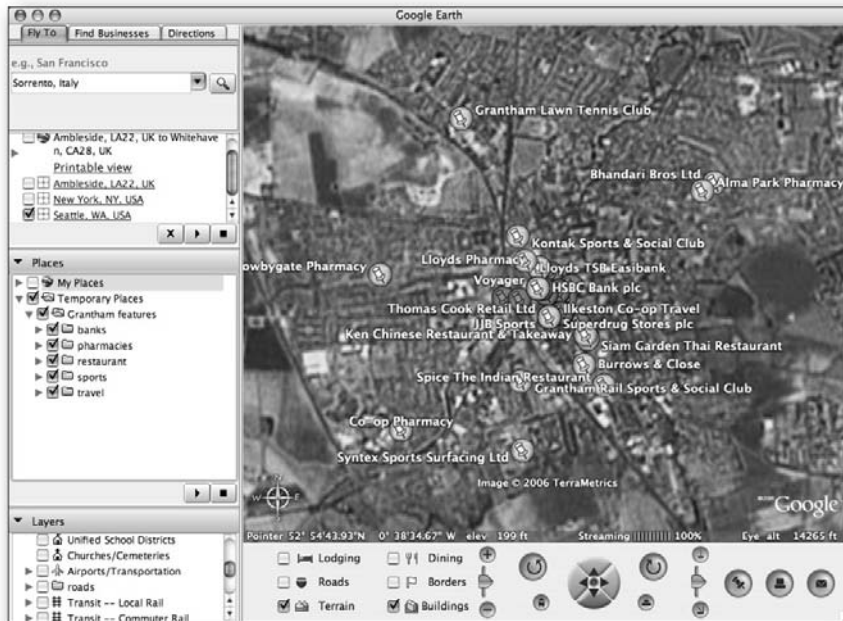 Google Earth
Fly To
Find Businesses
Directions
e.g., San Francisco
Sorrento, Italy
Ambleside, LA22, UK to Whitehave
n, CA28, UK
Printable view
Ambleside, LA22, UK
New York, NY, USA
Seattle, WA, USA
Places
My Places
Temporary Places
Grantham features
banks
pharmacies
restaurant
sports
travel
Layers
Unified School Districts
Churches/Cemeteries
Airports/Transportation
roads
Transit -- Local Rail
Transit -- Commuter Rail
Grantham Lawn Tennis Club
Bhandari Bros Ltd
Alma Park Pharmacy
Kontak Sports & Social Club
Lloyds Pharmacy
Lloyds TSB Easibank
owbygate Pharmacy
Voyager
HSBC Bank plc
Thomas Cook Retail Ltd
Ilkeston Co-op Travel
JJB Sports
Superdrug Stores plc
Ken Chinese Restaurant & Takeaway
Siam Garden Thai Restaurant
Burrows & Close
Spice The Indian Restaurant
Grantham Rail Sports & Social Club
Co-op Pharmacy
Syntex Sports Surfacing Ltd
N
W
E
S
Image © 2006 TerraMetrics
Google
Pointer 52° 54'43.93"N 0° 38'34.67" W elev 199 ft
Streaming 100%
Eye alt 14265 ft
Lodging
Dining
Roads
Borders
Terrain
Buildings